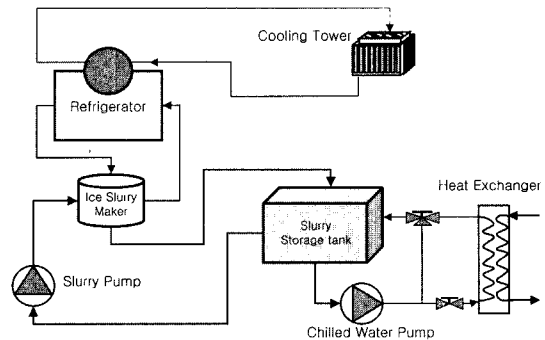 Cooling Tower
Refrigerator
Ice Slurry
Maker
Heat Exchanger
Slurry
Storage tank
Slurry Pump
Chilled Water Pump